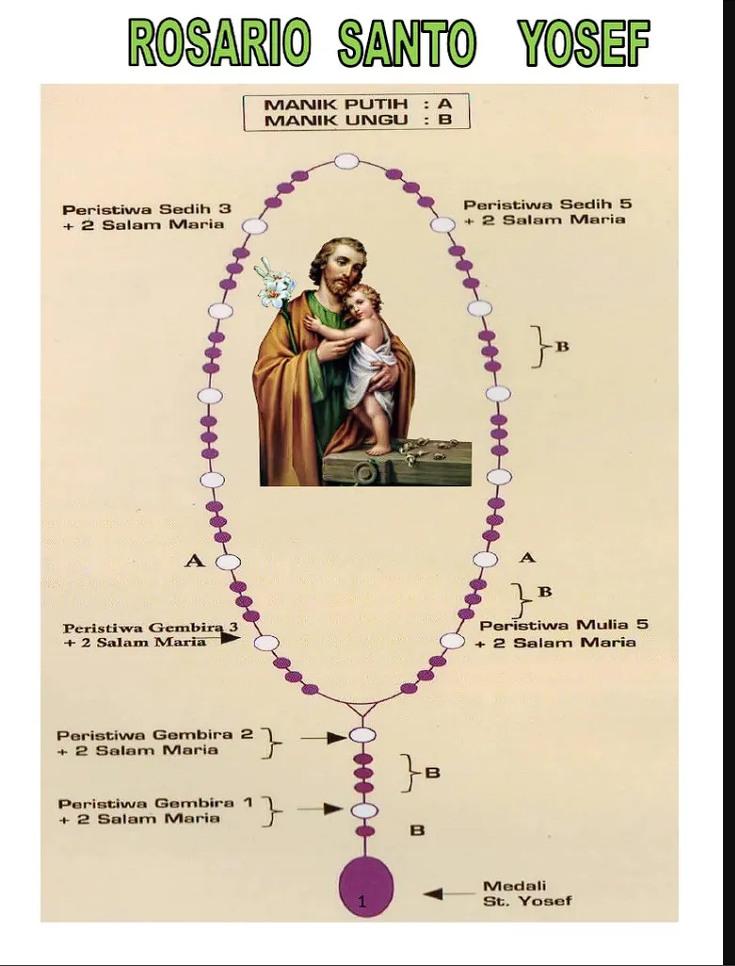 ROSARIO SANTO YOSEF
MANIK PUTIH : A
MANIK UNGU : B
Peristiwa Sedih 3
+ 2 Salam Maria
Peristiwa Sedih 5
+ 2 Salam Maria
B
A
A
B
Peristiwa Gembira 3
+ 2 Salam Maria
Peristiwa Mulia 5
+ 2 Salam Maria
Peristiwa Gembira 2
+ 2 Salam Maria
B
Peristiwa Gembira 1
+ 2 Salam Maria
B
1
Medali
St. Yosef